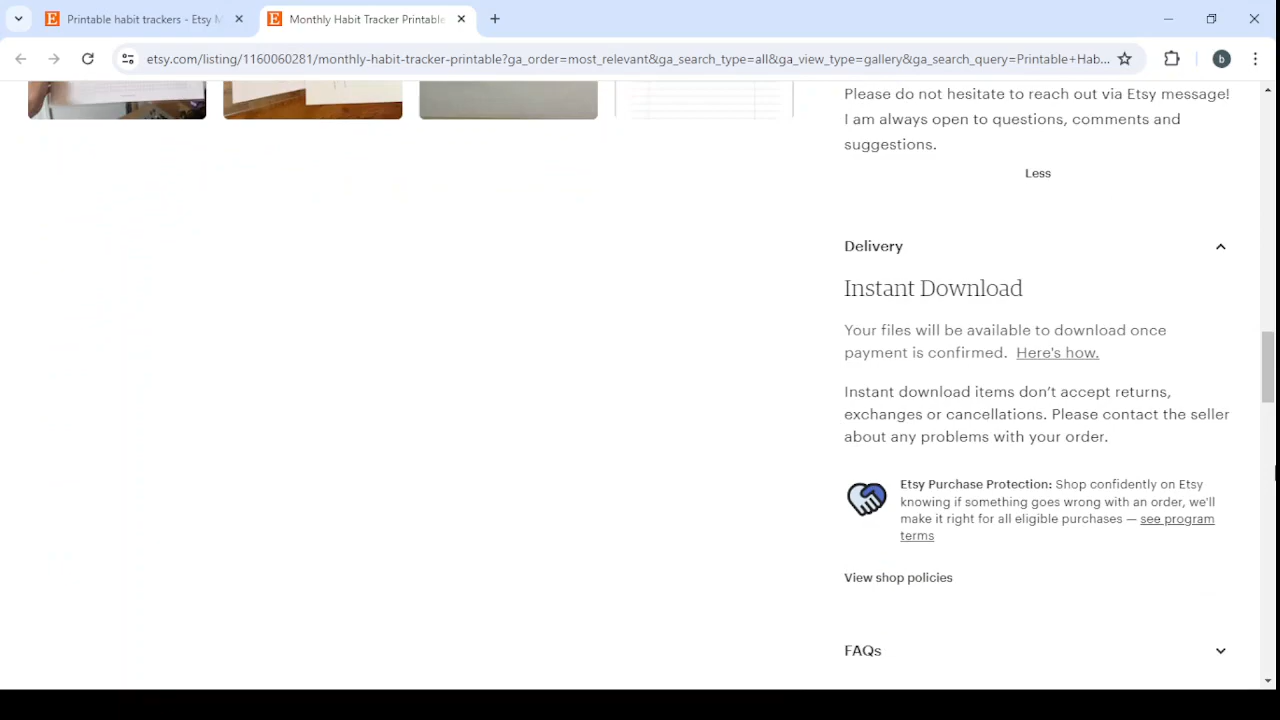 Printable habit trackers - Etsy M
Monthly Habit Tracker Printable
etsy.com/listing/1160060281/monthly-habit-tracker-printable?ga_order=most_relevant&ga_search_type=all&ga_view_type=gallery&ga_search_query=Printable+Hab...
b
Please do not hesitate to reach out via Etsy message!
I am always open to questions, comments and
suggestions.
Less
Delivery
Instant Download
Your files will be available to download once
payment is confirmed. Here's how.
Instant download items don’t accept returns,
exchanges or cancellations. Please contact the seller
about any problems with your order.
Etsy Purchase Protection: Shop confidently on Etsy
knowing if something goes wrong with an order, we'll
make it right for all eligible purchases — see program
terms
View shop policies
FAQs